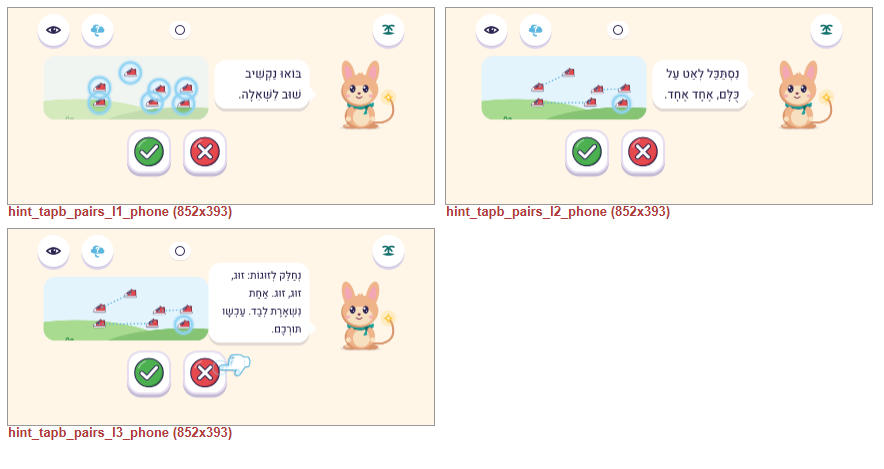 בּוֹאוּ נַקְשִׁיב
שׁוּב לַשְּׁאֵלָה.
hint_tapb_pairs_l1_phone (852x393)
נִסְתַּכֵּל לְאַט עַל
כֻּלָּם, אֶחָד אֶחָד.
hint_tapb_pairs_l2_phone (852x393)
נְחַלֵּק לְזוּגוֹת: זוּג,
זוּג, זוּג. אַחַת
נִשְׁאֶרֶת לְבַד. עַכְשָׁו
תּוֹרְכֶם.
hint_tapb_pairs_l3_phone (852x393)